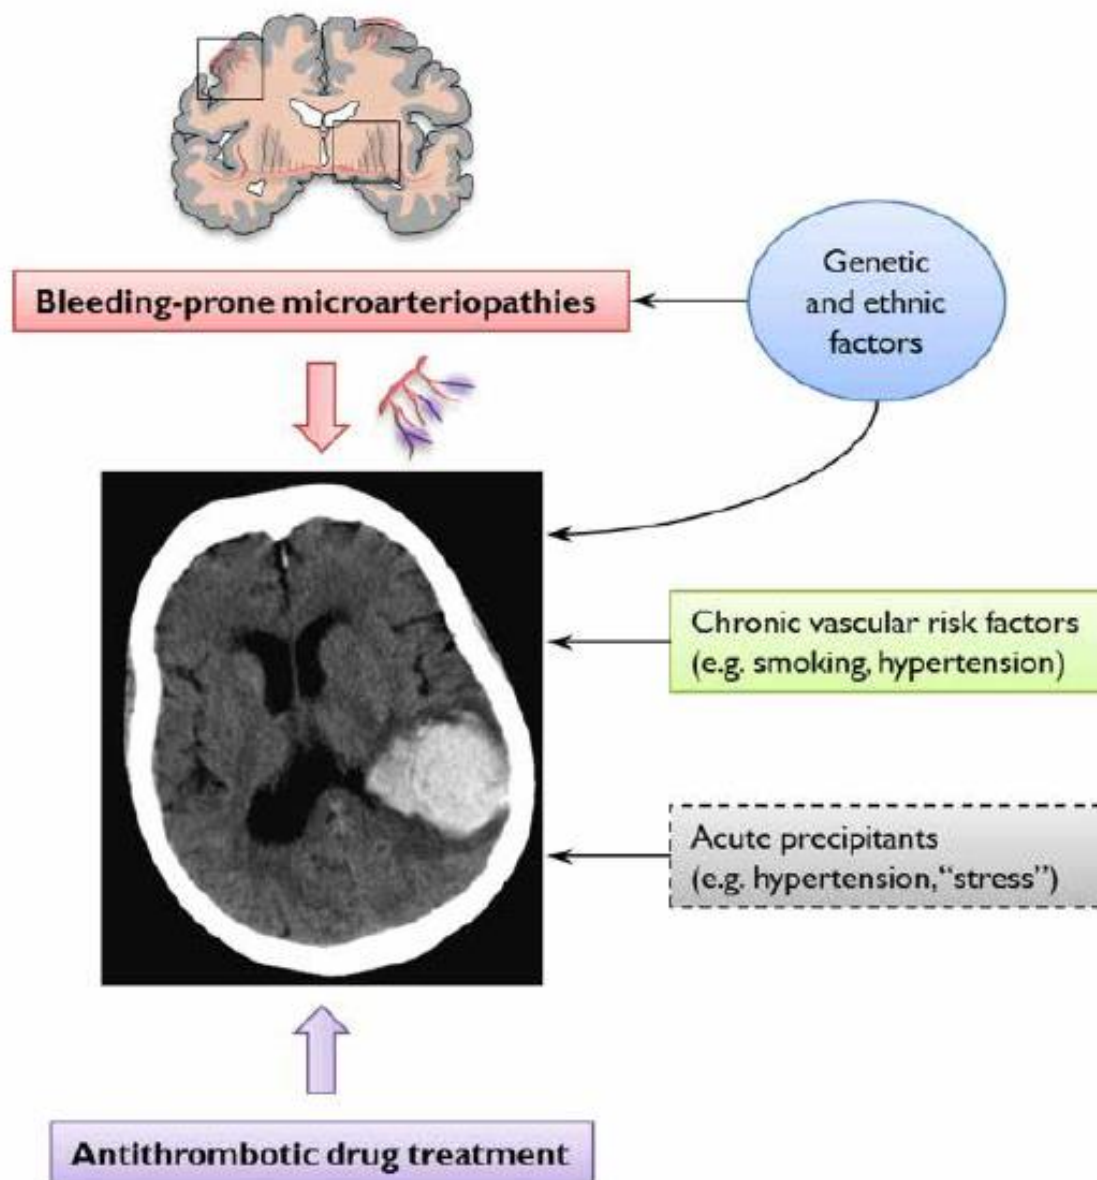 Bleeding-prone microarteriopathies
Genetic
and ethnic
factors
Chronic vascular risk factors
(e.g. smoking, hypertension)
Acute precipitants
(e.g. hypertension, “stress”)
Antithrombotic drug treatment